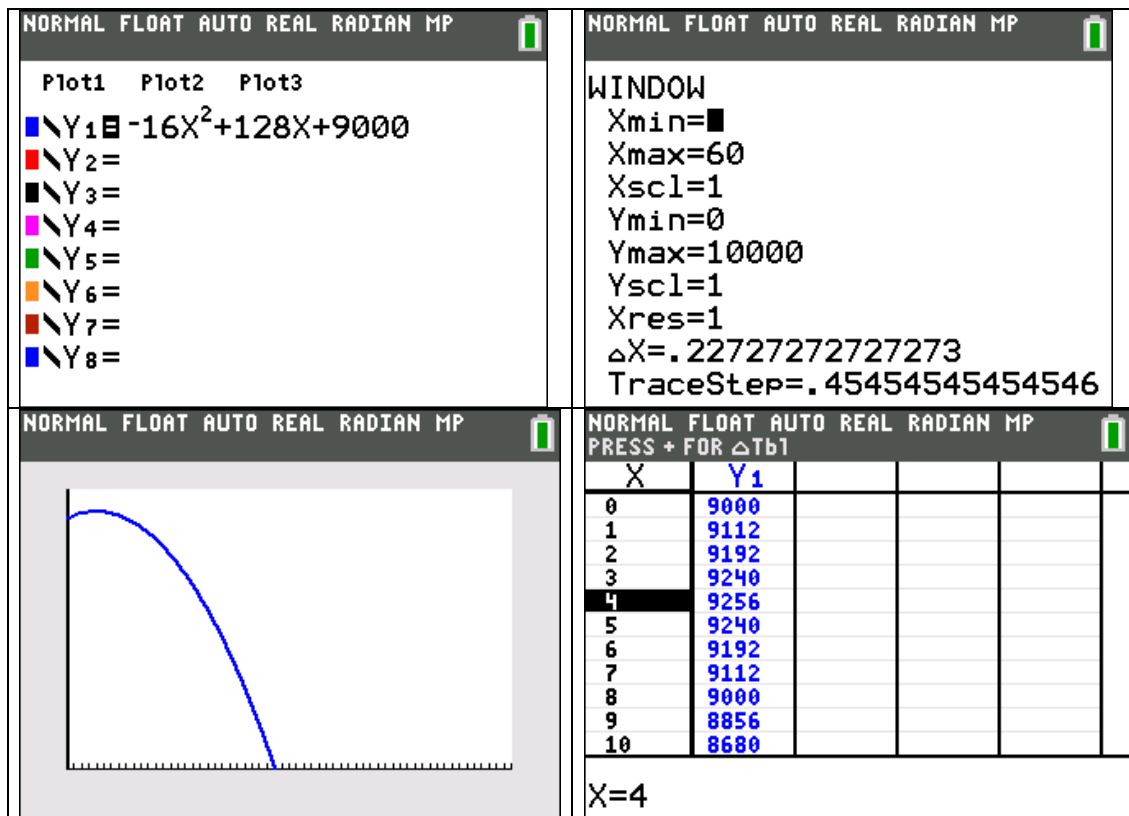 NORMAL FLOAT AUTO REAL RADIAN MP
Plot1 Plot2 Plot3
\Y1=-16X²+128X+9000
\Y2=
\Y3=
\Y4=
\Y5=
\Y6=
\Y7=
\Y8=
NORMAL FLOAT AUTO REAL RADIAN MP
WINDOW
Xmin=
Xmax=60
Xscl=1
Ymin=0
Ymax=10000
Yscl=1
Xres=1
△X=.22727272727273
TraceStep=.45454545454546
NORMAL FLOAT AUTO REAL RADIAN MP
NORMAL FLOAT AUTO REAL RADIAN MP
PRESS + FOR △Tbl
X Y1
0 9000
1 9112
2 9192
3 9240
4 9256
5 9240
6 9192
7 9112
8 9000
9 8856
10 8680
X=4